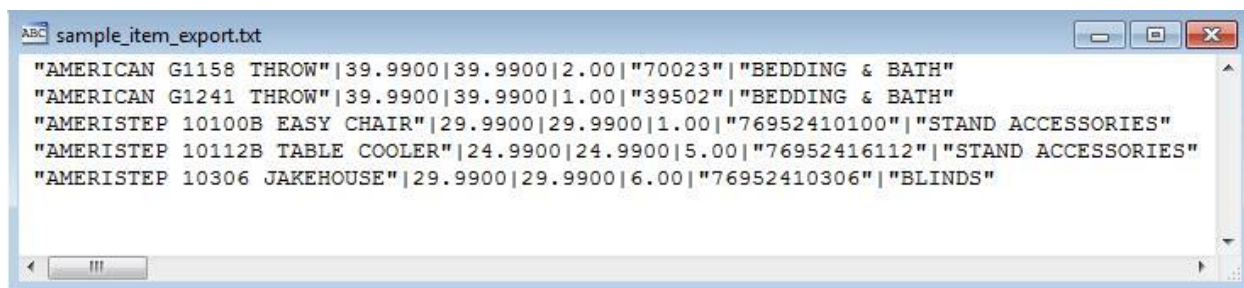 ABC sample_item_export.txt
"AMERICAN G1158 THROW"|39.9900|39.9900|2.00|"70023"|"BEDDING & BATH"
"AMERICAN G1241 THROW"|39.9900|39.9900|1.00|"39502"|"BEDDING & BATH"
"AMERISTEP 10100B EASY CHAIR"|29.9900|29.9900|1.00|"76952410100"|"STAND ACCESSORIES"
"AMERISTEP 10112B TABLE COOLER"|24.9900|24.9900|5.00|"76952416112"|"STAND ACCESSORIES"
"AMERISTEP 10306 JAKEHOUSE"|29.9900|29.9900|6.00|"76952410306"|"BLINDS"